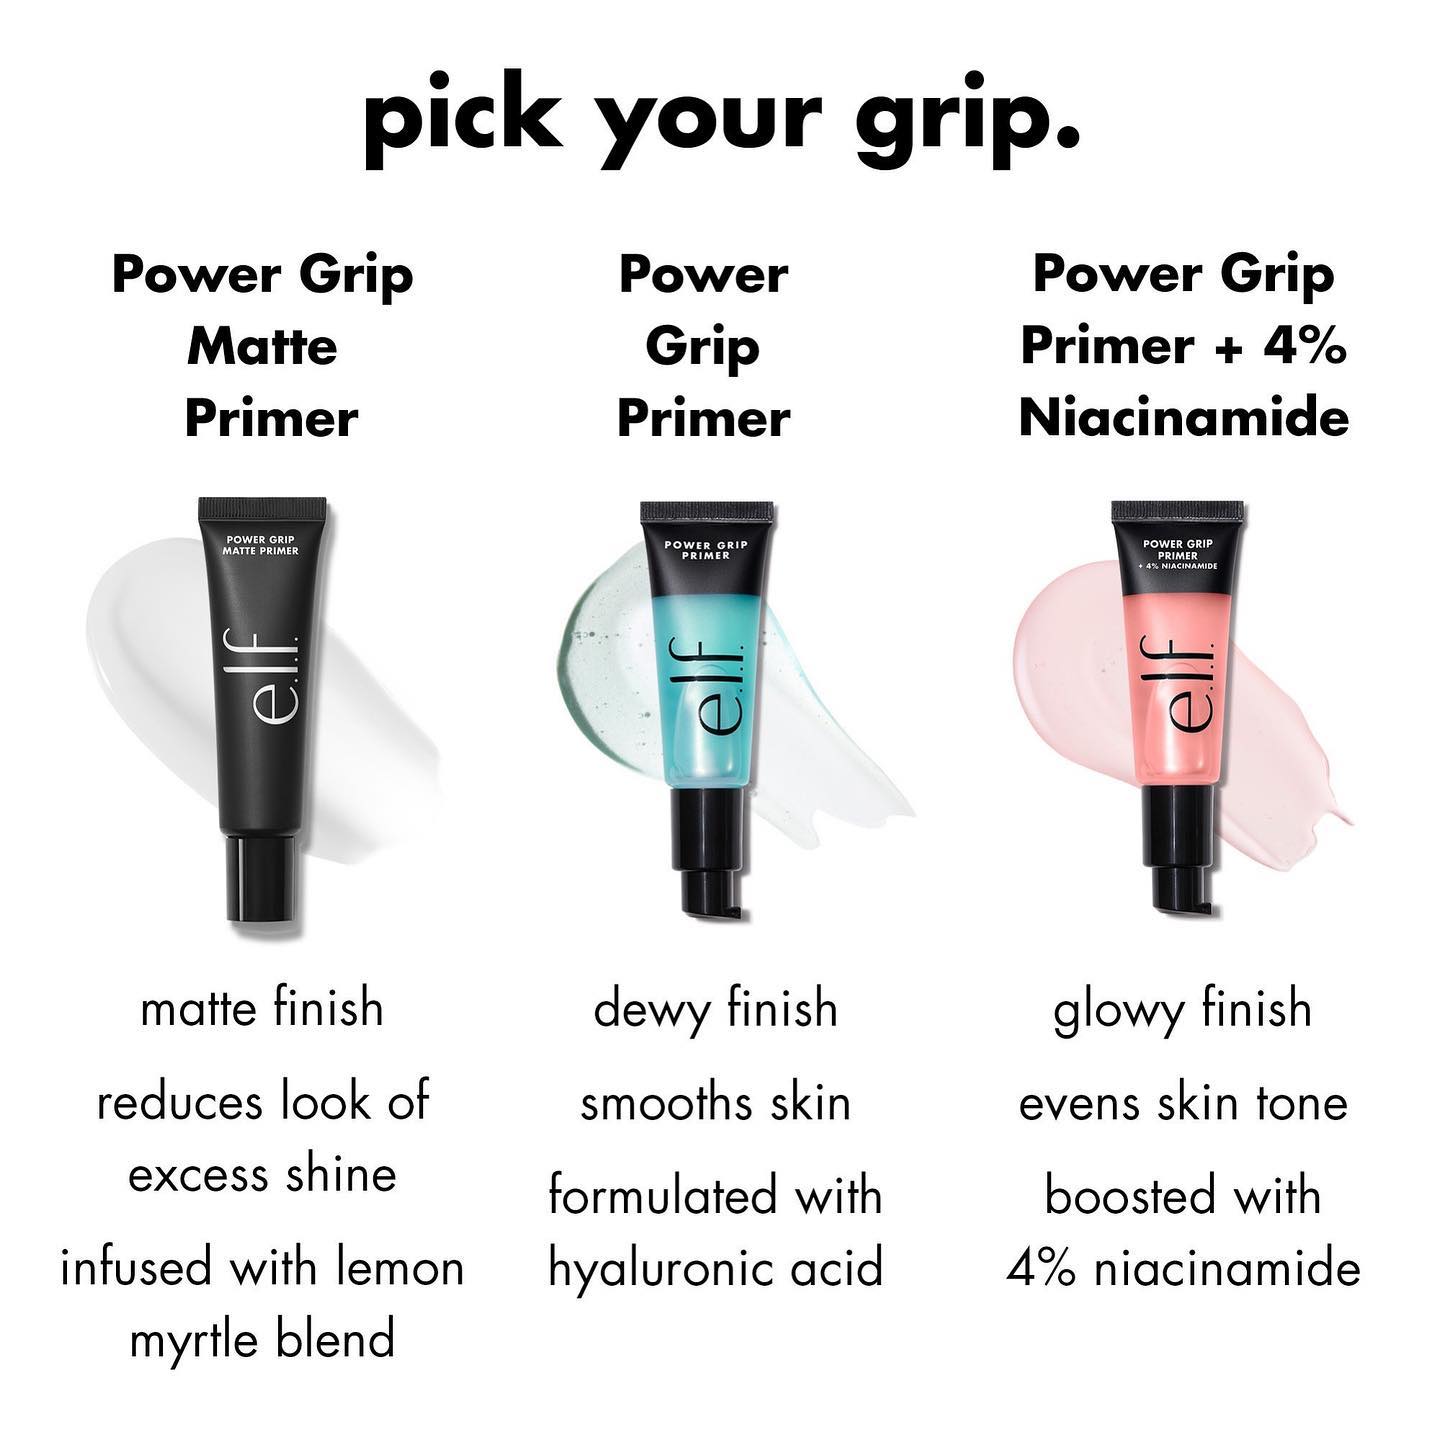 pick your grip.
Power Grip
Matte
Primer
Power
Grip
Primer
Power Grip
Primer + 4%
Niacinamide
POWER GRIP
MATTE PRIMER
e.l.f.
POWER GRIP
PRIMER
e.l.f.
POWER GRIP
PRIMER
+ 4% NIACINAMIDE
e.l.f.
matte finish
reduces look of
excess shine
infused with lemon
myrtle blend
dewy finish
smooths skin
formulated with
hyaluronic acid
glowy finish
evens skin tone
boosted with
4% niacinamide